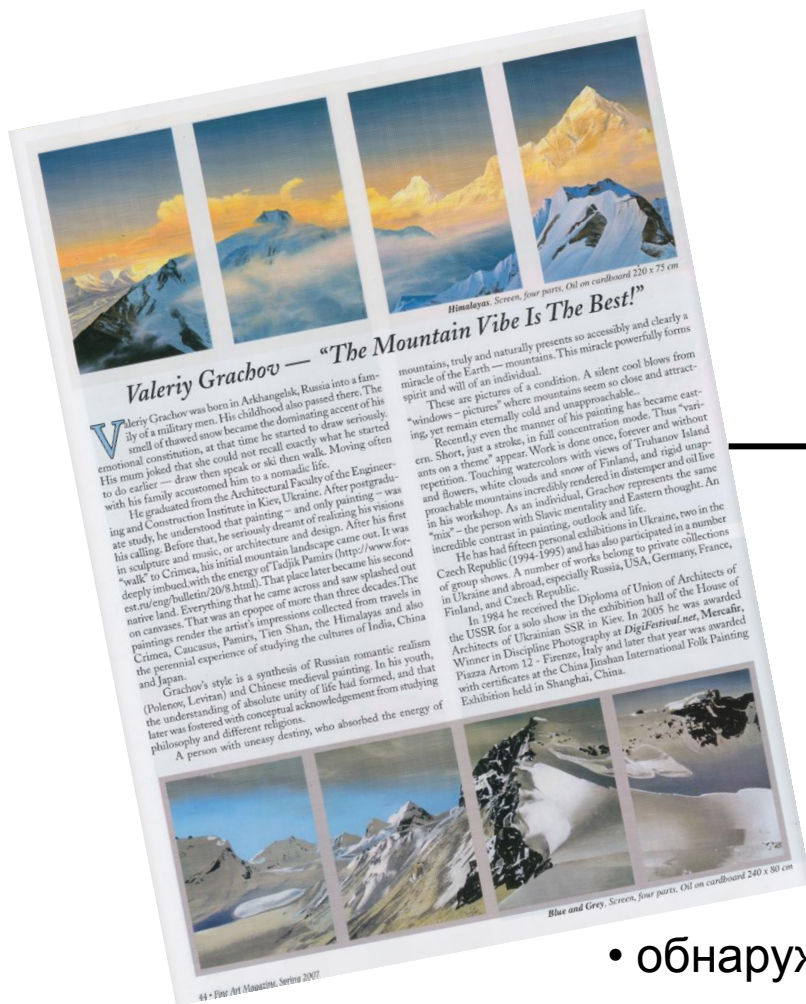 Himalayas, Screen, four parts, Oil on cardboard 220 x 75 cm
Valeriy Grachov — “The Mountain Vibe Is The Best!”
Valeriy Grachov was born in Arkhangelsk, Russia into a fam-
ily of a military men. His childhood also passed there. The
smell of thawed snow became the dominating accent of his
emotional constitution, at that time he started to draw seriously.
His mum joked that she could not recall exactly what he started
to do earlier — draw then speak or ski then walk. Moving often
with his family accustomed him to a nomadic life.
He graduated from the Architectural Faculty of the Engineer-
ing and Construction Institute in Kiev, Ukraine. After postgradu-
ate study, he understood that painting – and only painting – was
his calling. Before that, he seriously dreamt of realizing his visions
in sculpture and music, or architecture and design. After his first
“walk” to Crimea, his initial mountain landscape came out. It was
deeply imbued with the energy of Tadjik Pamirs (http://www.for-
est.ru/eng/bulletin/20/8.html). That place later became his second
native land. Everything that he came across and saw splashed out
on canvases. That was an epopee of more than three decades. The
paintings render the artist's impressions collected from travels in
Crimea, Caucasus, Pamirs, Tien Shan, the Himalayas and also
the perennial experience of studying the cultures of India, China
and Japan.
Grachov's style is a synthesis of Russian romantic realism
(Polenov, Levitan) and Chinese medieval painting. In his youth,
the understanding of absolute unity of life had formed, and that
later was fostered with conceptual acknowledgement from studying
philosophy and different religions.
A person with uneasy destiny, who absorbed the energy of
mountains, truly and naturally presents so accessibly and clearly a
miracle of the Earth — mountains. This miracle powerfully forms
spirit and will of an individual.
These are pictures of a condition. A silent cool blows from
“windows – pictures” where mountains seem so close and attract-
ing, yet remain eternally cold and unapproachable..
Recently even the manner of his painting has became east-
ern. Short, just a stroke, in full concentration mode. Thus “vari-
ants on a theme” appear. Work is done once, forever and without
repetition. Touching watercolors with views of Truhanov Island
and flowers, white clouds and snow of Finland, and rigid unap-
proachable mountains incredibly rendered in distemper and oil live
in his workshop. As an individual, Grachov represents the same
“mix” – the person with Slavic mentality and Eastern thought. An
incredible contrast in painting, outlook and life.
He has had fifteen personal exhibitions in Ukraine, two in the
Czech Republic (1994-1995) and has also participated in a number
of group shows. A number of works belong to private collections
in Ukraine and abroad, especially Russia, USA, Germany, France,
Finland, and Czech Republic.
In 1984 he received the Diploma of Union of Architects of
the USSR for a solo show in the exhibition hall of the House of
Architects of Ukrainian SSR in Kiev. In 2005 he was awarded
Winner in Discipline Photography at DigiFestival.net, Mercafir,
Piazza Artom 12 - Firenze, Italy and later that year was awarded
with certificates at the China Jinshan International Folk Painting
Exhibition held in Shanghai, China.
Blue and Grey, Screen, four parts, Oil on cardboard 240 x 80 cm
44 • Fine Art Magazine, Spring 2007
• обнаруж